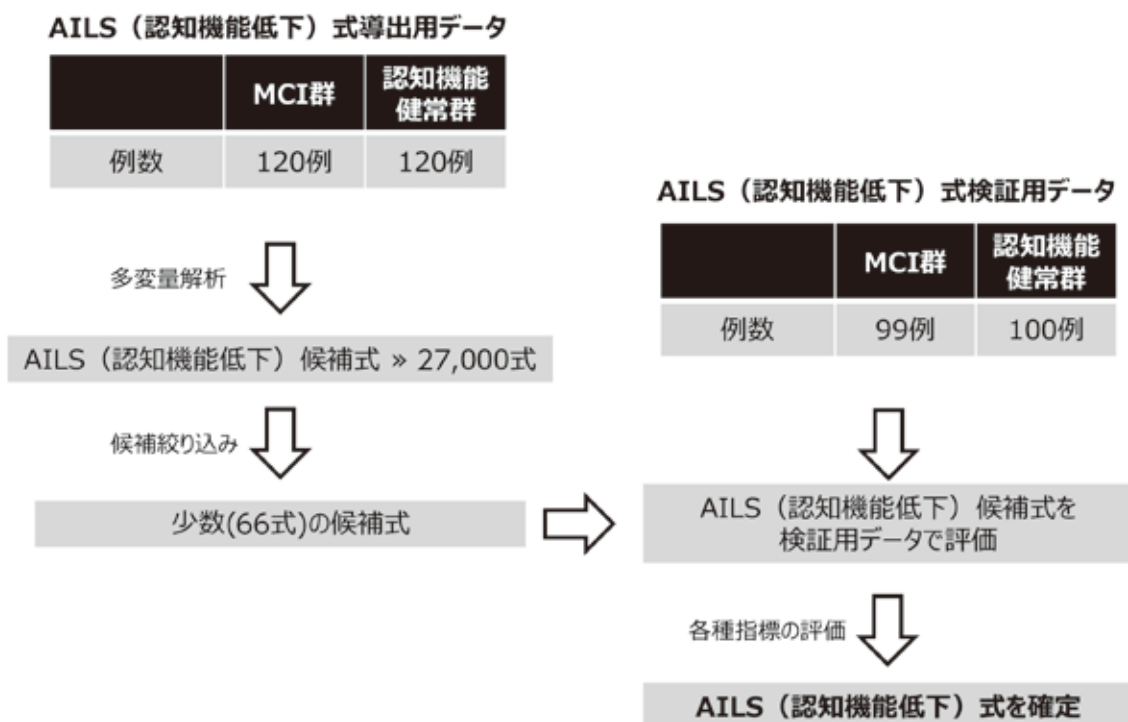 AILS（認知機能低下）式導出用データ
MCI群
認知機能
健常群
例数
120例
120例
多変量解析
AILS（認知機能低下）候補式 » 27,000式
候補絞り込み
少数(66式)の候補式
AILS（認知機能低下）式検証用データ
MCI群
認知機能
健常群
例数
99例
100例
AILS（認知機能低下）候補式を
検証用データで評価
各種指標の評価
AILS（認知機能低下）式を確定